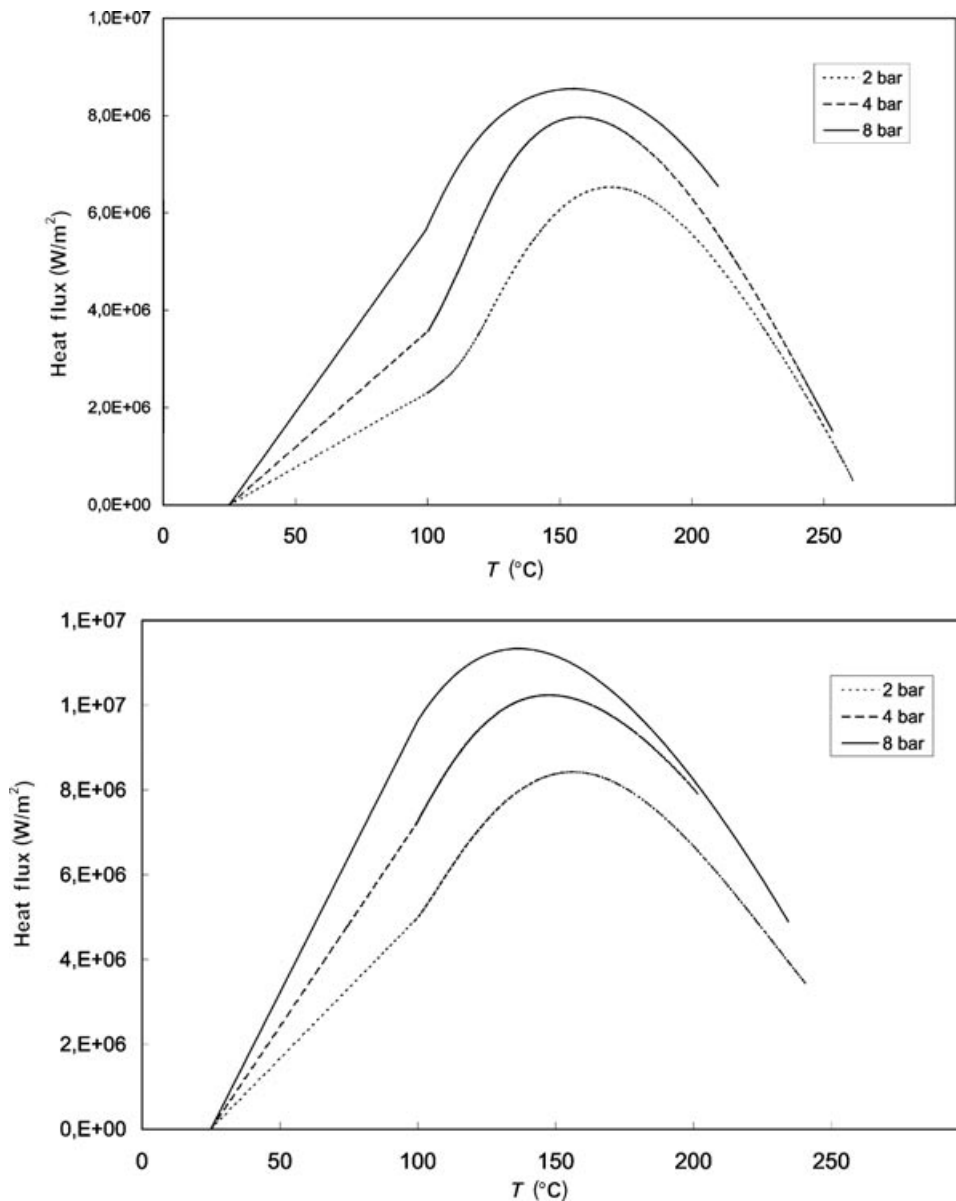 1,0E+07
8,0E+06
6,0E+06
4,0E+06
2,0E+06
0,0E+00
Heat flux (W/m²)
2 bar
4 bar
8 bar
0 50 100 150 200 250
T (°C)
1,E+07
1,E+07
8,E+06
6,E+06
4,E+06
2,E+06
0,E+00
Heat flux (W/m²)
2 bar
4 bar
8 bar
0 50 100 150 200 250
T (°C)